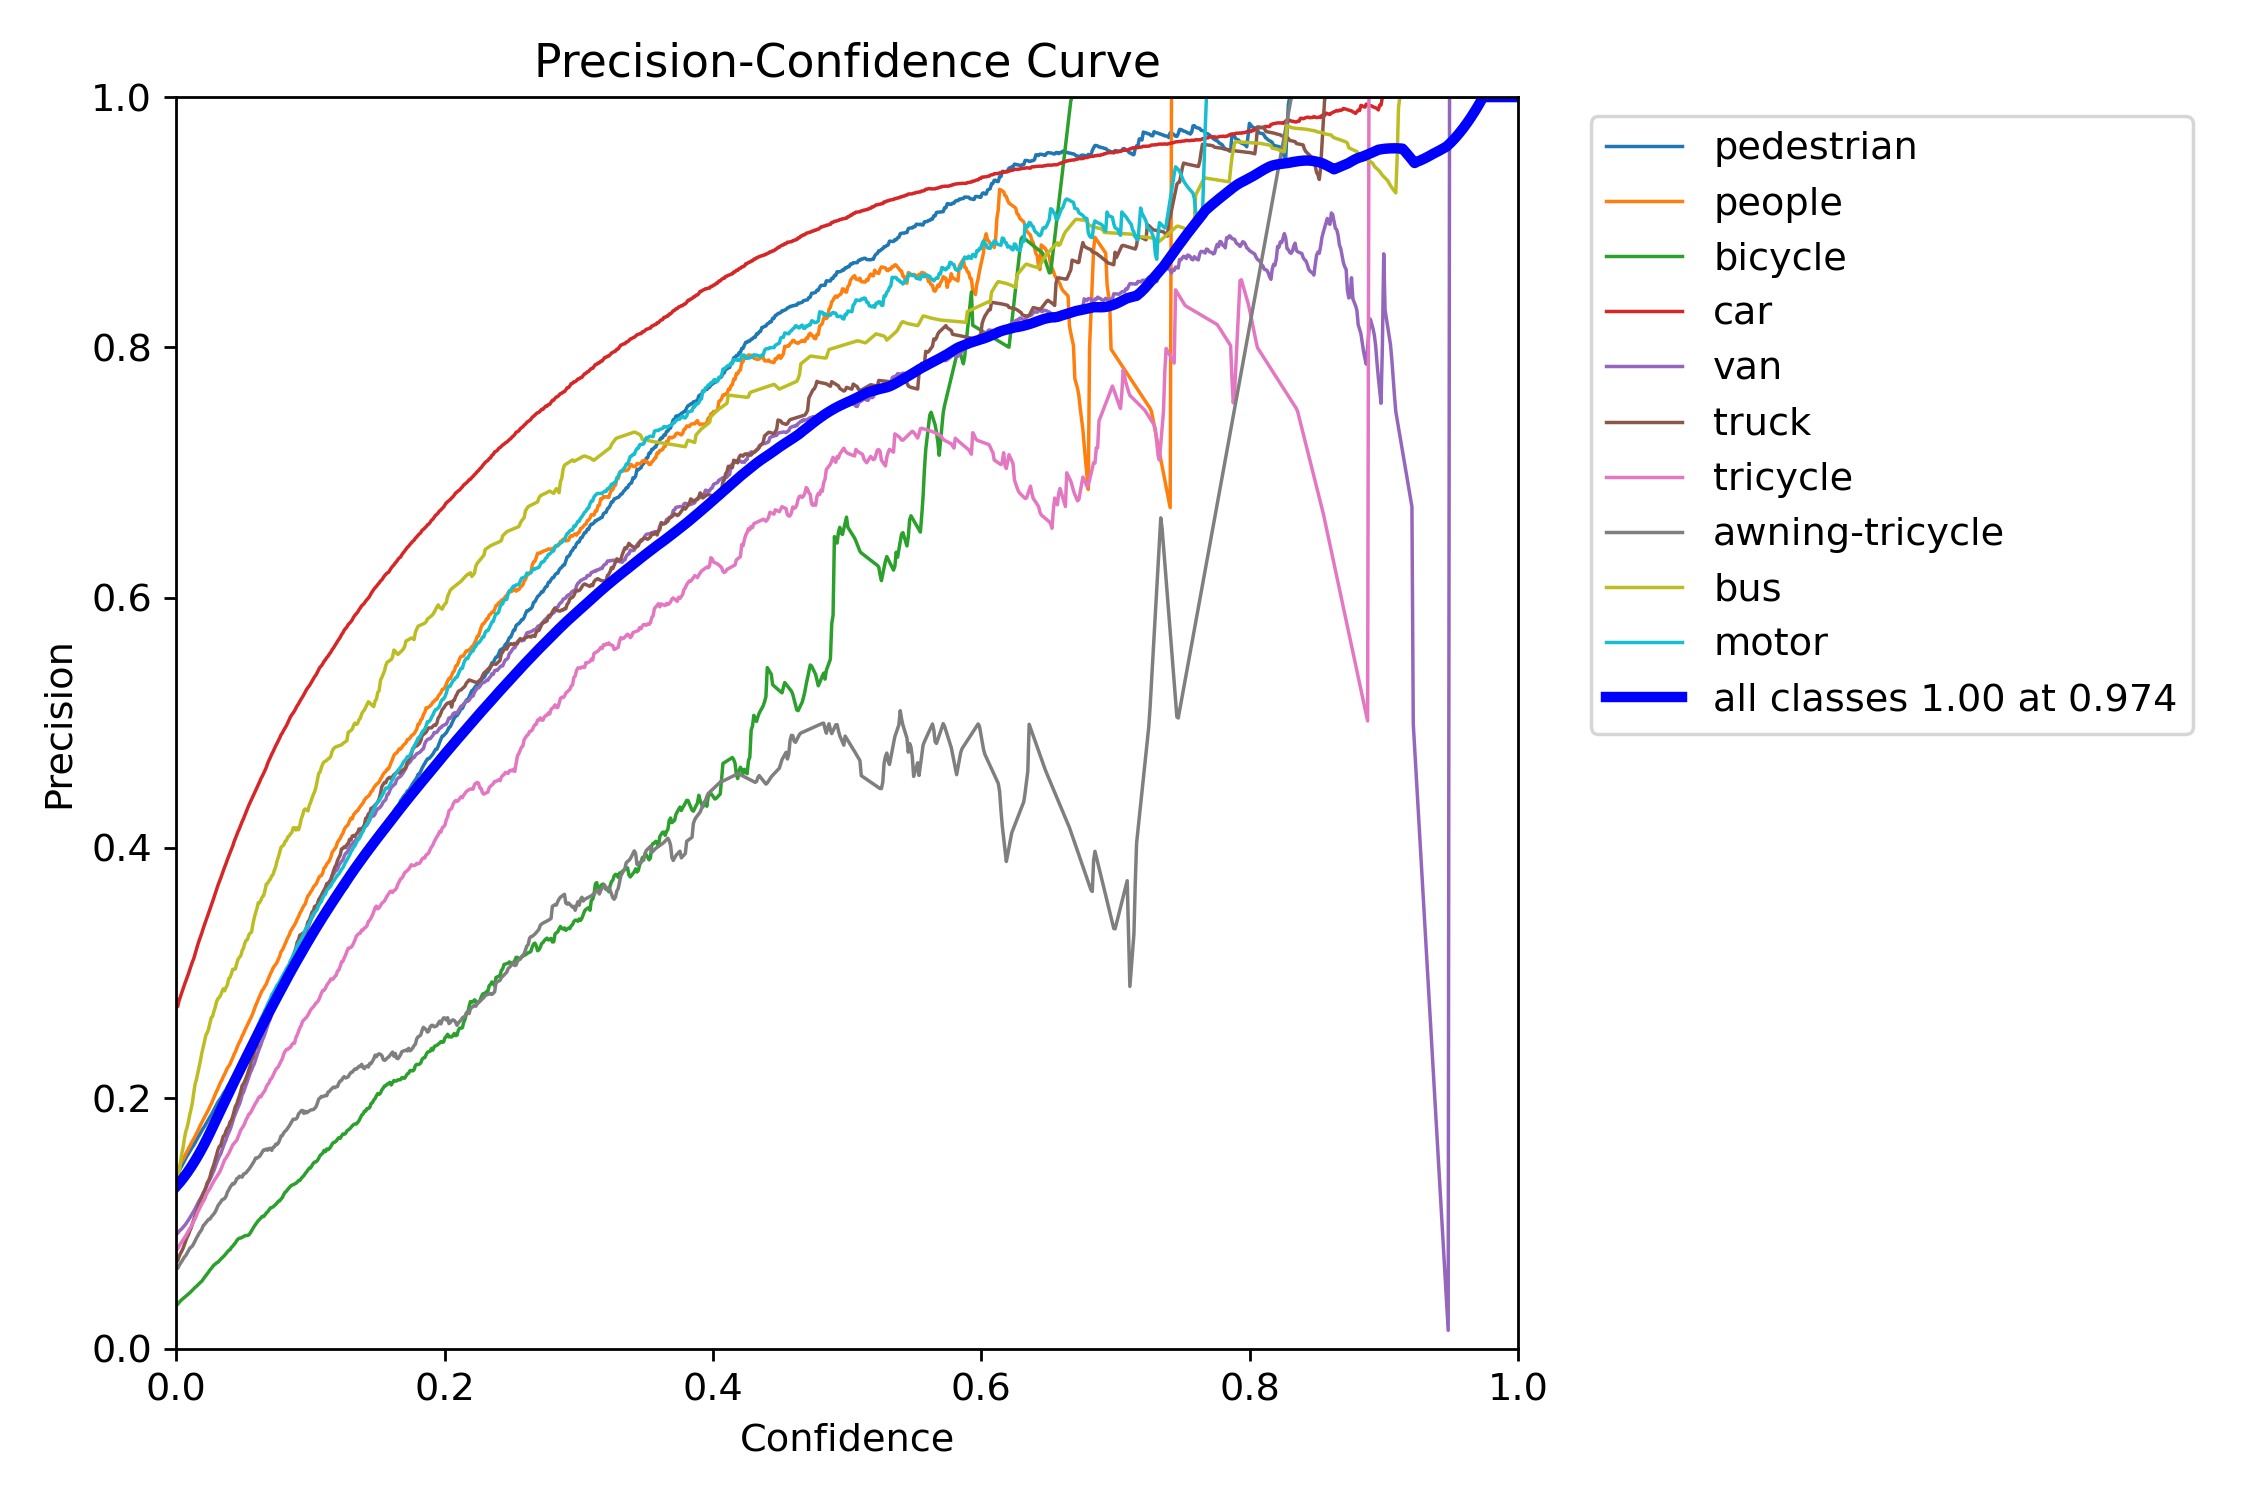 Precision-Confidence Curve
1.0
0.8
0.6
0.4
0.2
0.0
Precision
0.0 0.2 0.4 0.6 0.8 1.0
Confidence
pedestrian
people
bicycle
car
van
truck
tricycle
awning-tricycle
bus
motor
all classes 1.00 at 0.974